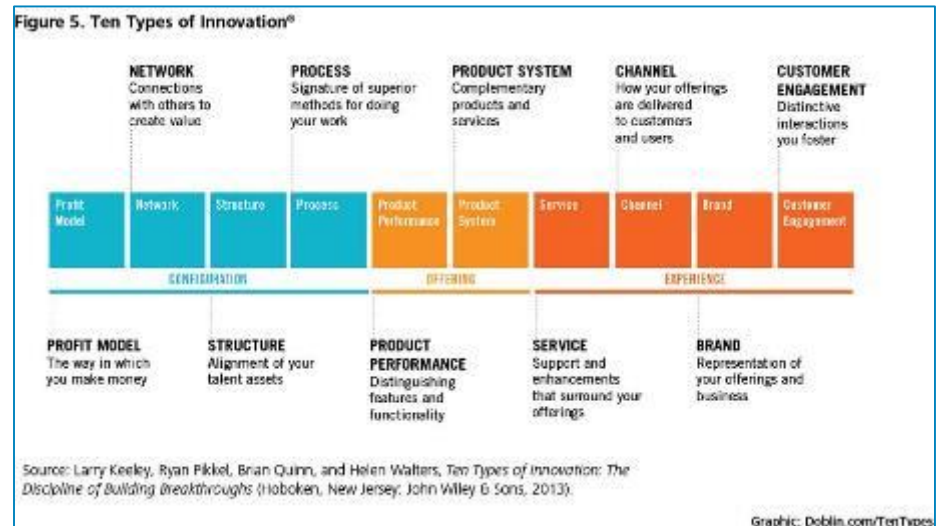 Figure 5. Ten Types of Innovation®
NETWORK
Connections
with others to
create value
PROCESS
Signature of superior
methods for doing
your work
PRODUCT SYSTEM
Complementary
products and
services
CHANNEL
How your offerings
are delivered
to customers
and users
CUSTOMER
ENGAGEMENT
Distinctive
interactions
you foster
Profit
Model
Network
Structure
Process
Product
Performance
Product
System
Service
Channel
Brand
Customer
Engagement
CONFIGURATION
OFFERING
EXPERIENCE
PROFIT MODEL
The way in which
you make money
STRUCTURE
Alignment of your
talent assets
PRODUCT
PERFORMANCE
Distinguishing
features and
functionality
SERVICE
Support and
enhancements
that surround your
offerings
BRAND
Representation of
your offerings and
business
Source: Larry Keeley, Ryan Pikkel, Brian Quinn, and Helen Walters, Ten Types of Innovation: The
Discipline of Building Breakthroughs (Hoboken, New Jersey: John Wiley & Sons, 2013).
Graphic: Doblin.com/TenTypes